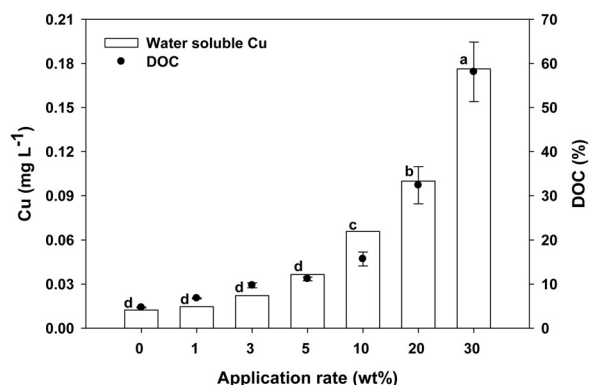 0.21
0.18
0.15
0.12
0.09
0.06
0.03
0.00
Cu (mg L-1)
Water soluble Cu
DOC
d
d
d
d
c
b
a
70
60
50
40
30
20
10
0
DOC (%)
0 1 3 5 10 20 30
Application rate (wt%)